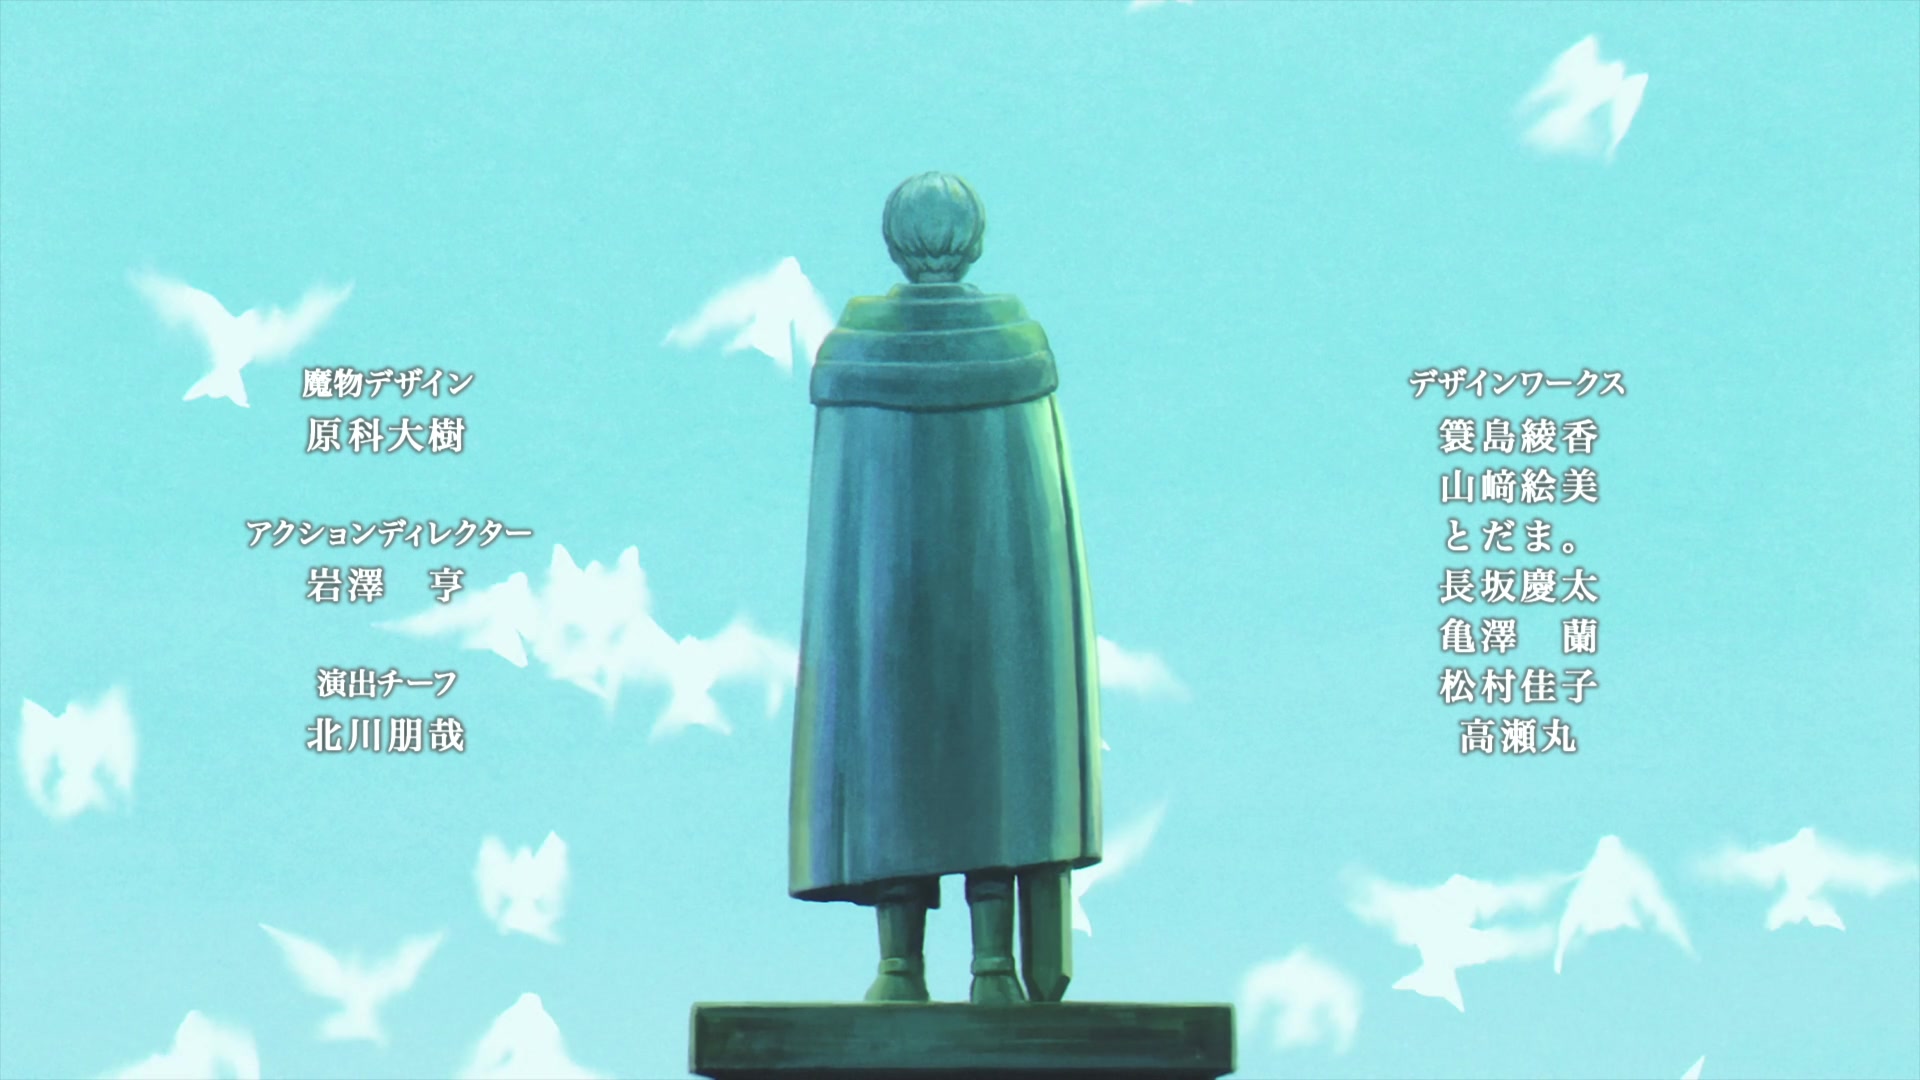 魔物デザイン
原科大樹
アクションディレクター
岩澤　亨
演出チーフ
北川朋哉
デザインワークス
簑島綾香
山﨑絵美
とだま。
長坂慶太
亀澤　蘭
松村佳子
高瀬丸